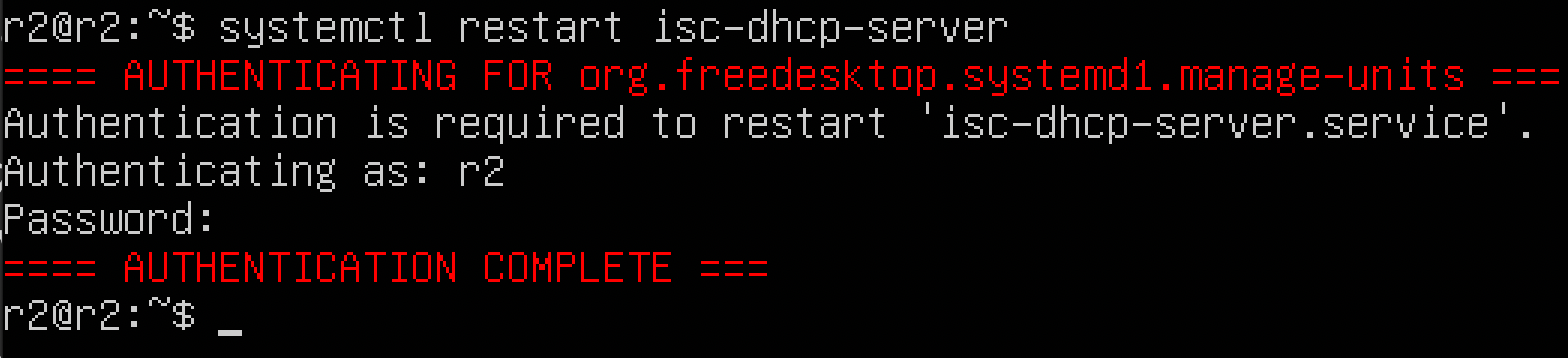 r2@r2:~$ systemctl restart isc-dhcp-server
==== AUTHENTICATING FOR org.freedesktop.systemd1.manage-units ===
Authentication is required to restart 'isc-dhcp-server.service'.
Authenticating as: r2
Password:
==== AUTHENTICATION COMPLETE ===
r2@r2:~$ _